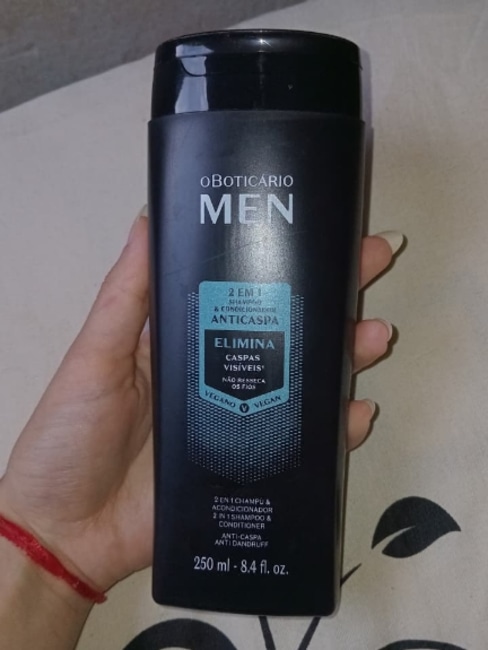 oBOTICÁRIO
MEN
2 EM 1
SHAMPOO
& CONDICIONADOR
ANTICASPA
ELIMINA
CASPAS
VISÍVEIS¹
NÃO RESSECA
OS FIOS
VEGANO V VEGAN
2 EN 1 CHAMPÚ &
ACONDICIONADOR
2 IN 1 SHAMPOO &
CONDITIONER
ANTI-CASPA
ANTI DANDRUFF
250 ml - 8.4 fl. oz.